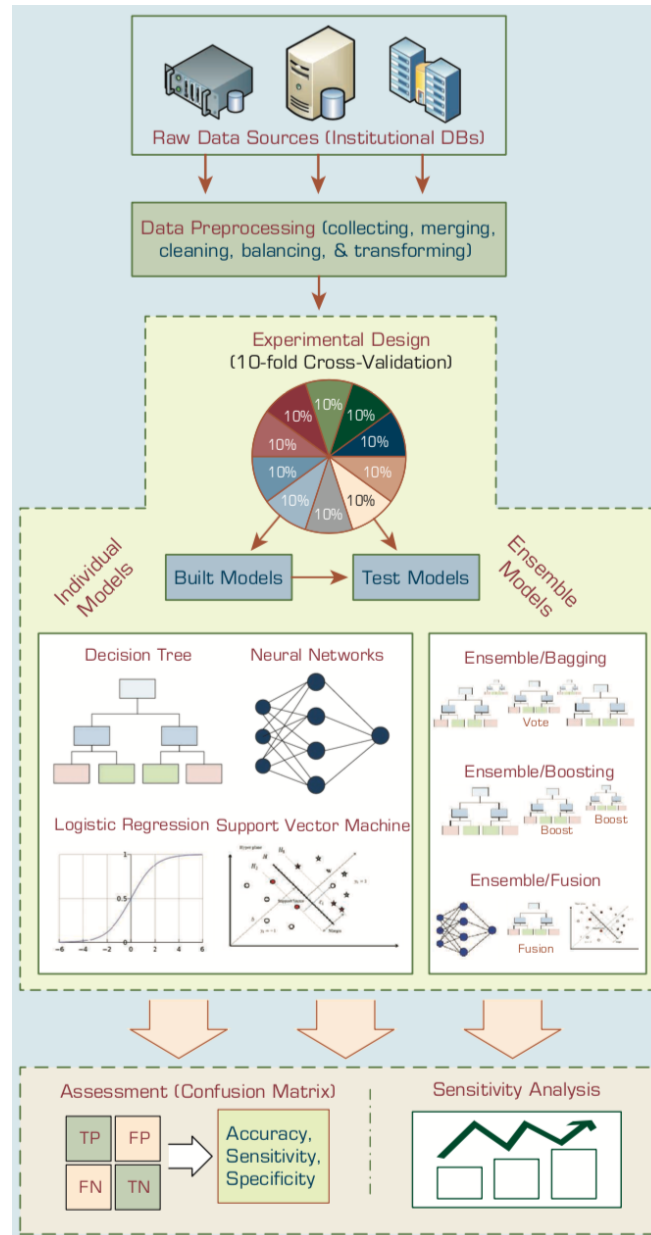 Raw Data Sources (Institutional DBs)
Data Preprocessing (collecting, merging,
cleaning, balancing, & transforming)
Experimental Design
(10-fold Cross-Validation)
10%
10%
10%
10%
10%
10%
10%
10%
10%
10%
Individual
Models
Built Models
Test Models
Ensemble
Models
Decision Tree
Neural Networks
Logistic Regression
1
0.5
0
-6
-4
-2
0
2
4
6
Support Vector Machine
Ensemble/Bagging
Vote
Ensemble/Boosting
Boost
Boost
Ensemble/Fusion
Fusion
Assessment (Confusion Matrix)
TP
FP
FN
TN
Accuracy,
Sensitivity,
Specificity
Sensitivity Analysis